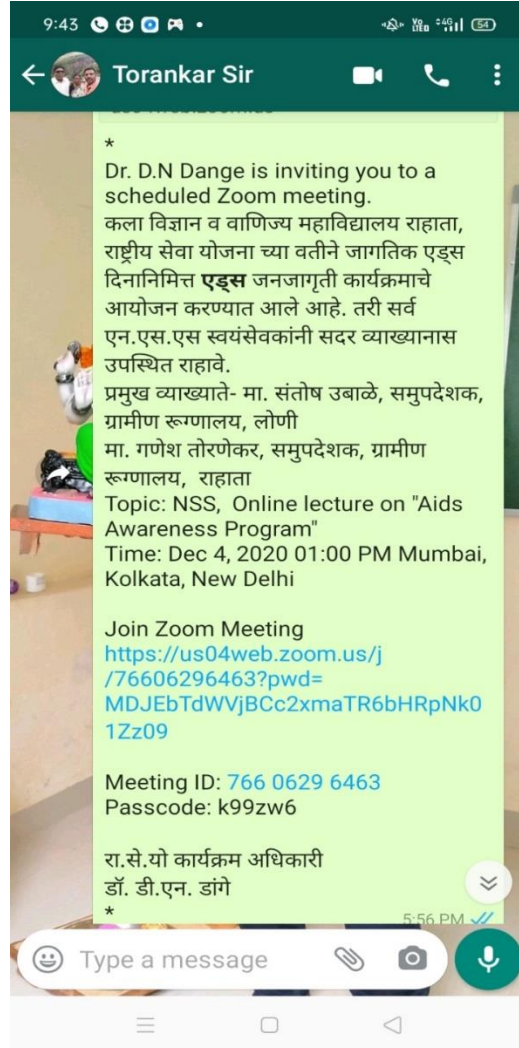 9:43
54
Torankar Sir
*
Dr. D.N Dange is inviting you to a
scheduled Zoom meeting.
कला विज्ञान व वाणिज्य महाविद्यालय राहाता,
राष्ट्रीय सेवा योजना च्या वतीने जागतिक एड्स
दिनानिमित्त एड्स जनजागृती कार्यक्रमाचे
आयोजन करण्यात आले आहे. तरी सर्व
एन.एस.एस स्वयंसेवकांनी सदर व्याख्यानास
उपस्थित राहावे.
प्रमुख व्याख्याते- मा. संतोष उबाळे, समुपदेशक,
ग्रामीण रूग्णालय, लोणी
मा. गणेश तोरणेकर, समुपदेशक, ग्रामीण
रूग्णालय, राहाता
Topic: NSS, Online lecture on "Aids
Awareness Program"
Time: Dec 4, 2020 01:00 PM Mumbai,
Kolkata, New Delhi
Join Zoom Meeting
https://us04web.zoom.us/j
/76606296463?pwd=
MDJEbTdWVjBCc2xmaTR6bHRpNk0
1Zz09
Meeting ID: 766 0629 6463
Passcode: k99zw6
रा.से.यो कार्यक्रम अधिकारी
डॉ. डी.एन. डांगे
*
5:56 PM
Type a message